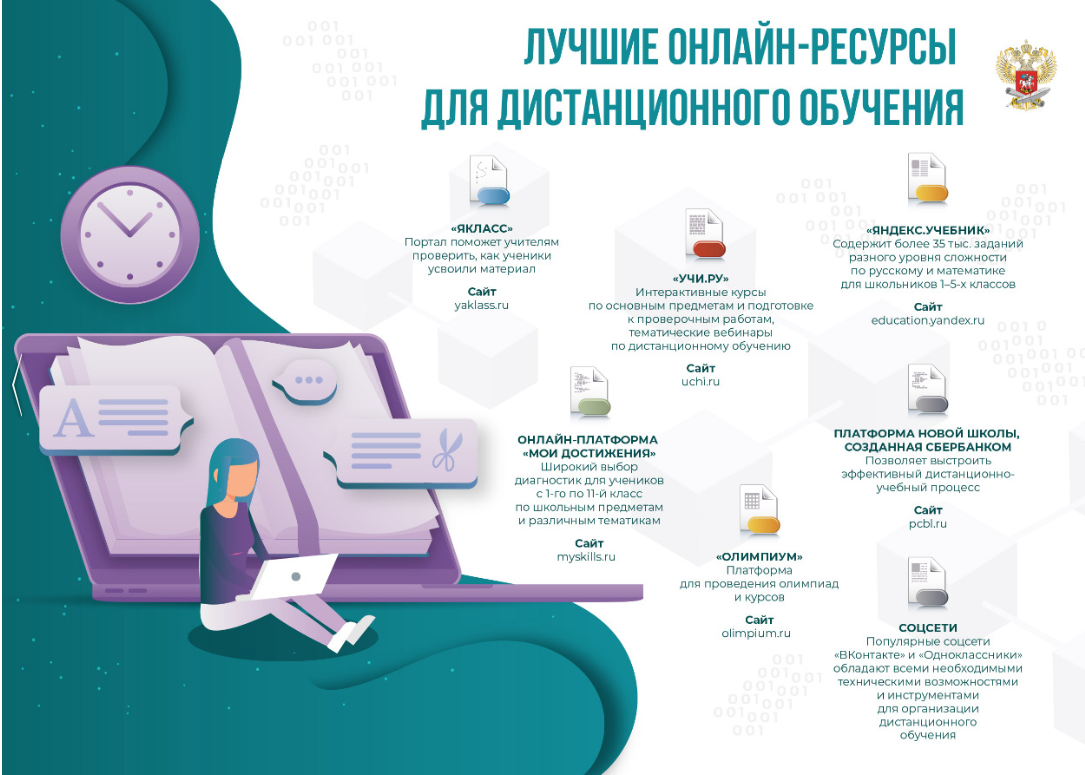 ЛУЧШИЕ ОНЛАЙН-РЕСУРСЫ
ДЛЯ ДИСТАНЦИОННОГО ОБУЧЕНИЯ
«ЯКЛАСС»
Портал поможет учителям
проверить, как ученики
усвоили материал
Сайт
yaklass.ru
«УЧИ.РУ»
Интерактивные курсы
по основным предметам и подготовке
к проверочным работам,
тематические вебинары
по дистанционному обучению
Сайт
uchi.ru
«ЯНДЕКС.УЧЕБНИК»
Содержит более 35 тыс. заданий
разного уровня сложности
по русскому и математике
для школьников 1–5-х классов
Сайт
education.yandex.ru
ОНЛАЙН-ПЛАТФОРМА
«МОИ ДОСТИЖЕНИЯ»
Широкий выбор
диагностик для учеников
с 1-го по 11-й класс
по школьным предметам
и различным тематикам
Сайт
myskills.ru
«ОЛИМПИУМ»
Платформа
для проведения олимпиад
и курсов
Сайт
olimpium.ru
ПЛАТФОРМА НОВОЙ ШКОЛЫ,
СОЗДАННАЯ СБЕРБАНКОМ
Позволяет выстроить
эффективный дистанционно-
учебный процесс
Сайт
pcbl.ru
СОЦСЕТИ
Популярные соцсети
«ВКонтакте» и «Одноклассники»
обладают всеми необходимыми
техническими возможностями
и инструментами
для организации
дистанционного
обучения
A